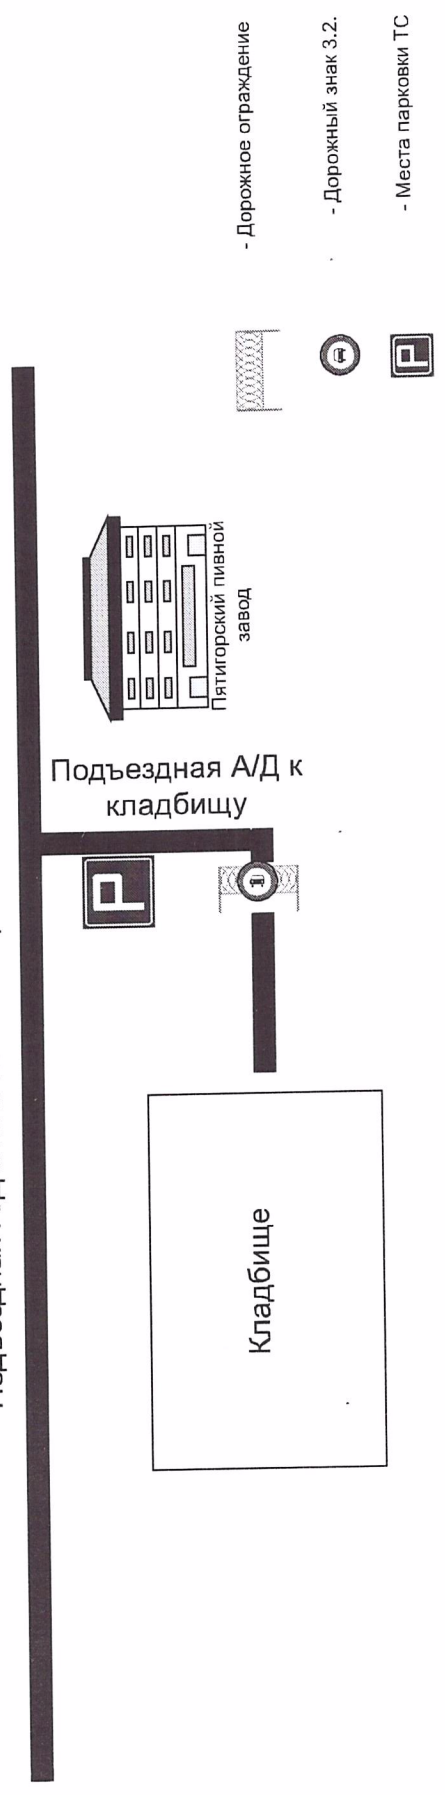 Подъездная А/Д к
кладбищу
Пятигорский пивной
завод
Кладбище
P
- Дорожное ограждение
- Дорожный знак 3.2.
P
- Места парковки ТС